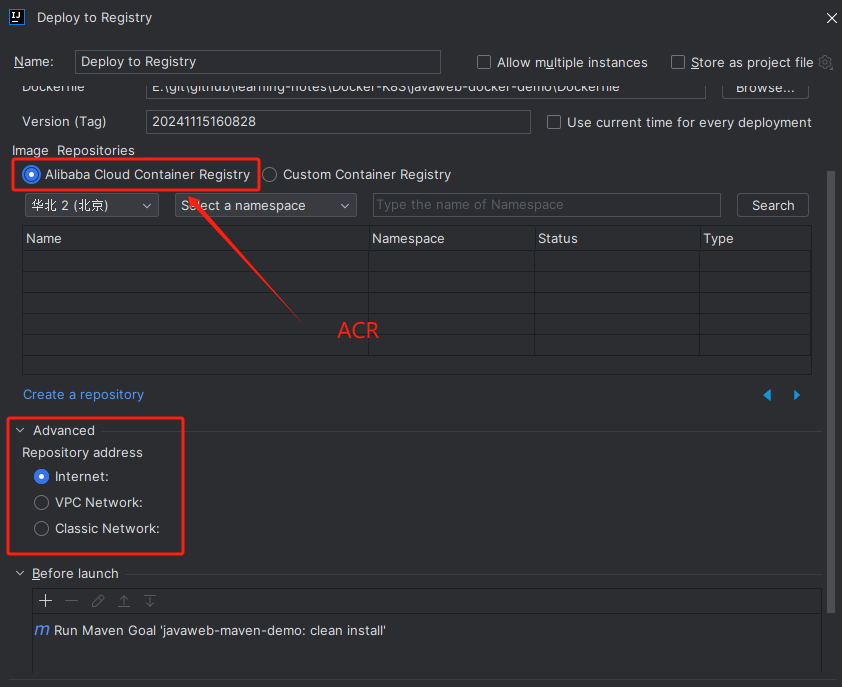 Deploy to Registry
Name: Deploy to Registry Allow multiple instances Store as project file
Dockerfile E:\git\github\learning-notes\Docker-K8S\javaweb-docker-demo\Dockerfile Browse...
Version (Tag) 20241115160828 Use current time for every deployment
Image Repositories
Alibaba Cloud Container Registry Custom Container Registry
华北 2 (北京) Select a namespace Type the name of Namespace Search
Name Namespace Status Type
ACR
Create a repository
Advanced
Repository address
Internet:
VPC Network:
Classic Network:
Before launch
m Run Maven Goal 'javaweb-maven-demo: clean install'